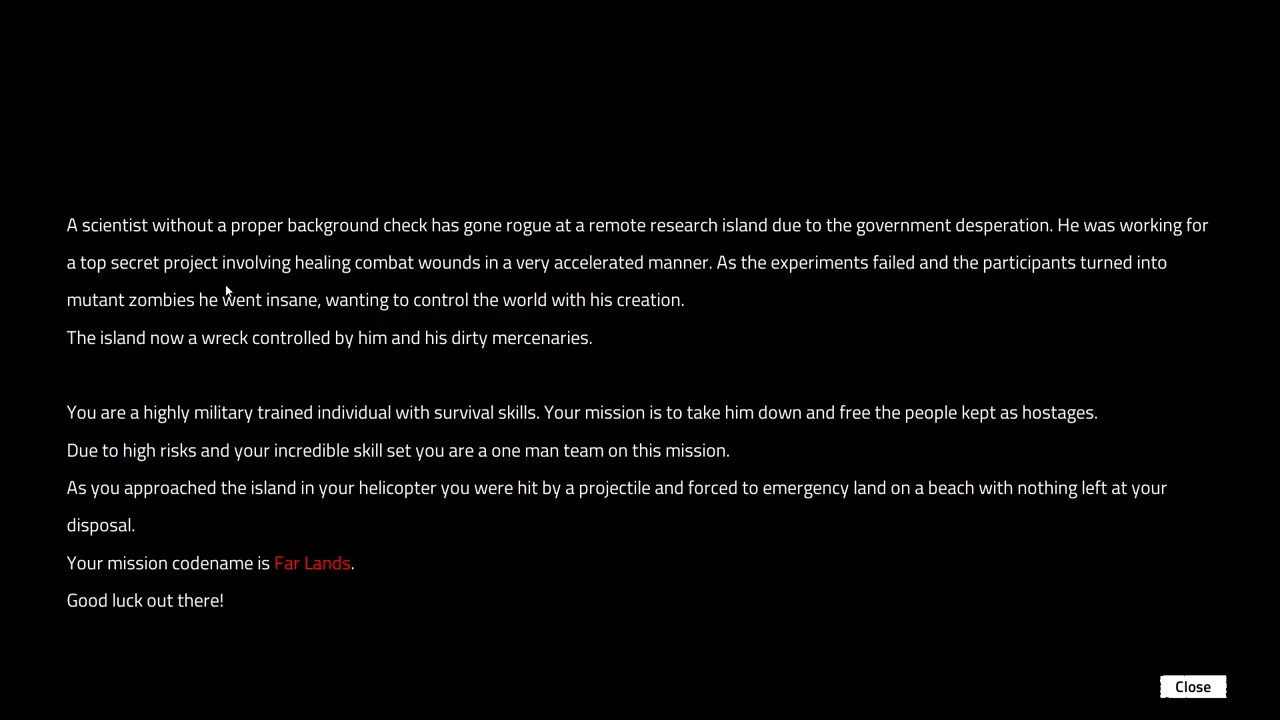 A scientist without a proper background check has gone rogue at a remote research island due to the government desperation. He was working for
a top secret project involving healing combat wounds in a very accelerated manner. As the experiments failed and the participants turned into
mutant zombies he went insane, wanting to control the world with his creation.
The island now a wreck controlled by him and his dirty mercenaries.
You are a highly military trained individual with survival skills. Your mission is to take him down and free the people kept as hostages.
Due to high risks and your incredible skill set you are a one man team on this mission.
As you approached the island in your helicopter you were hit by a projectile and forced to emergency land on a beach with nothing left at your
disposal.
Your mission codename is Far Lands.
Good luck out there!
Close